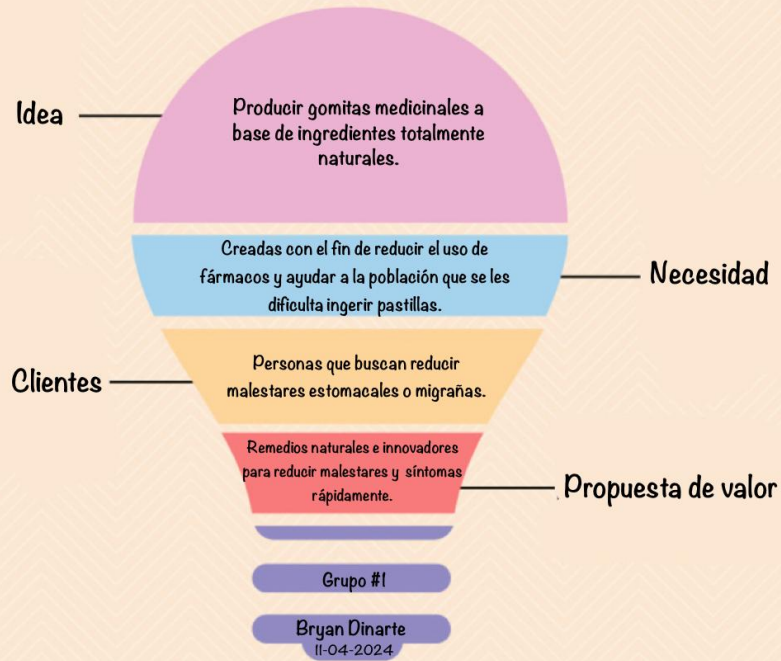 Idea
Producir gomitas medicinales a
base de ingredientes totalmente
naturales.
Creadas con el fin de reducir el uso de
fármacos y ayudar a la población que se les
dificulta ingerir pastillas.
Necesidad
Clientes
Personas que buscan reducir
malestares estomacales o migrañas.
Remedios naturales e innovadores
para reducir malestares y síntomas
rápidamente.
Propuesta de valor
Grupo #1
Bryan Dinarte
11-04-2024